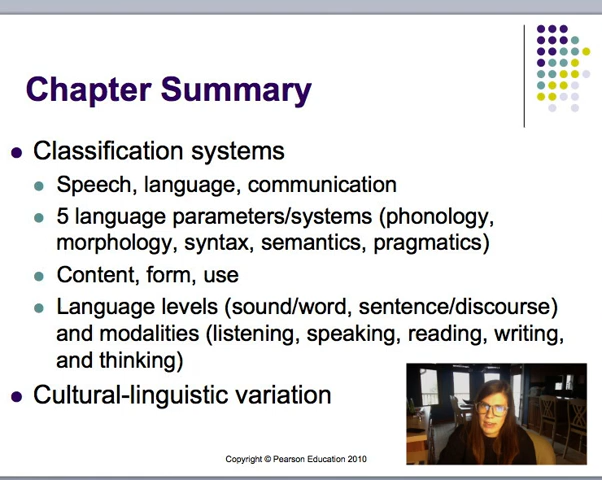 Chapter Summary
Classification systems
Speech, language, communication
5 language parameters/systems (phonology,
morphology, syntax, semantics, pragmatics)
Content, form, use
Language levels (sound/word, sentence/discourse)
and modalities (listening, speaking, reading, writing,
and thinking)
Cultural-linguistic variation
Copyright © Pearson Education 2010